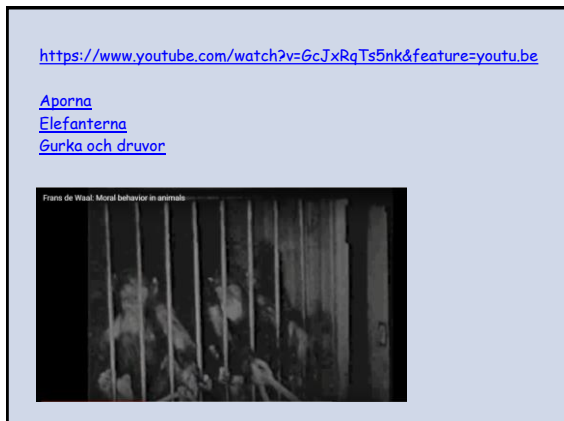 https://www.youtube.com/watch?v=GcJxRqTs5nk&feature=youtu.be
Aporna
Elefanterna
Gurka och druvor
Frans de Waal: Moral behavior in animals